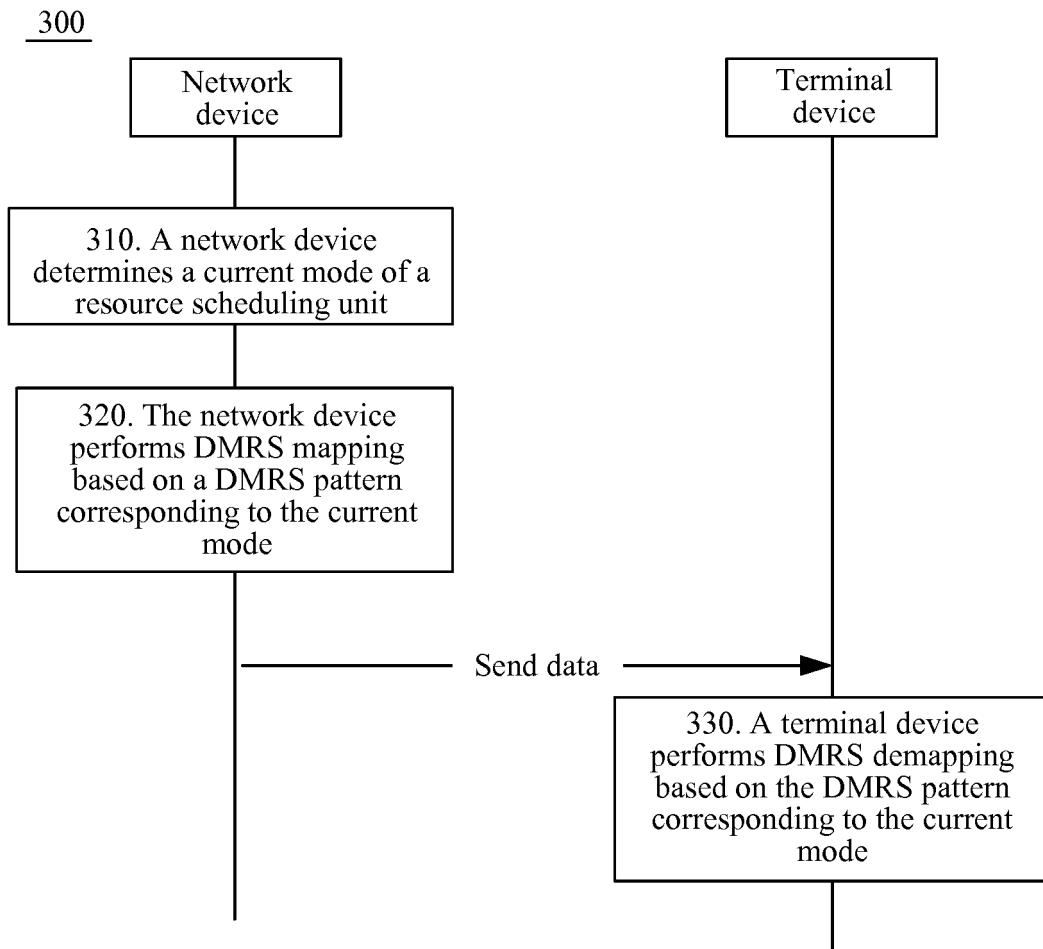 300
Network
device
Terminal
device
310. A network device
determines a current mode of a
resource scheduling unit
320. The network device
performs DMRS mapping
based on a DMRS pattern
corresponding to the current
mode
Send data
330. A terminal device
performs DMRS demapping
based on the DMRS pattern
corresponding to the current
mode